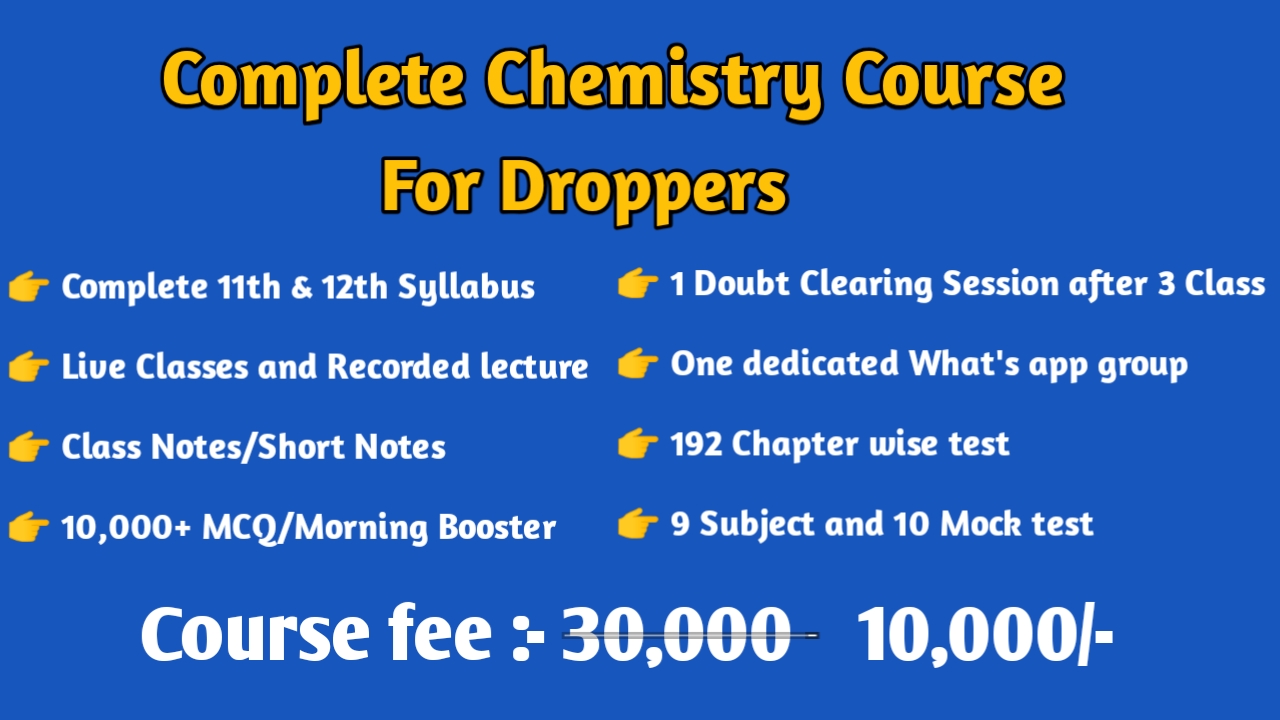 Complete Chemistry Course
For Droppers
👉 Complete 11th & 12th Syllabus
👉 Live Classes and Recorded lecture
👉 Class Notes/Short Notes
👉 10,000+ MCQ/Morning Booster
👉 1 Doubt Clearing Session after 3 Class
👉 One dedicated What's app group
👉 192 Chapter wise test
👉 9 Subject and 10 Mock test
Course fee :- 30,000 10,000/-